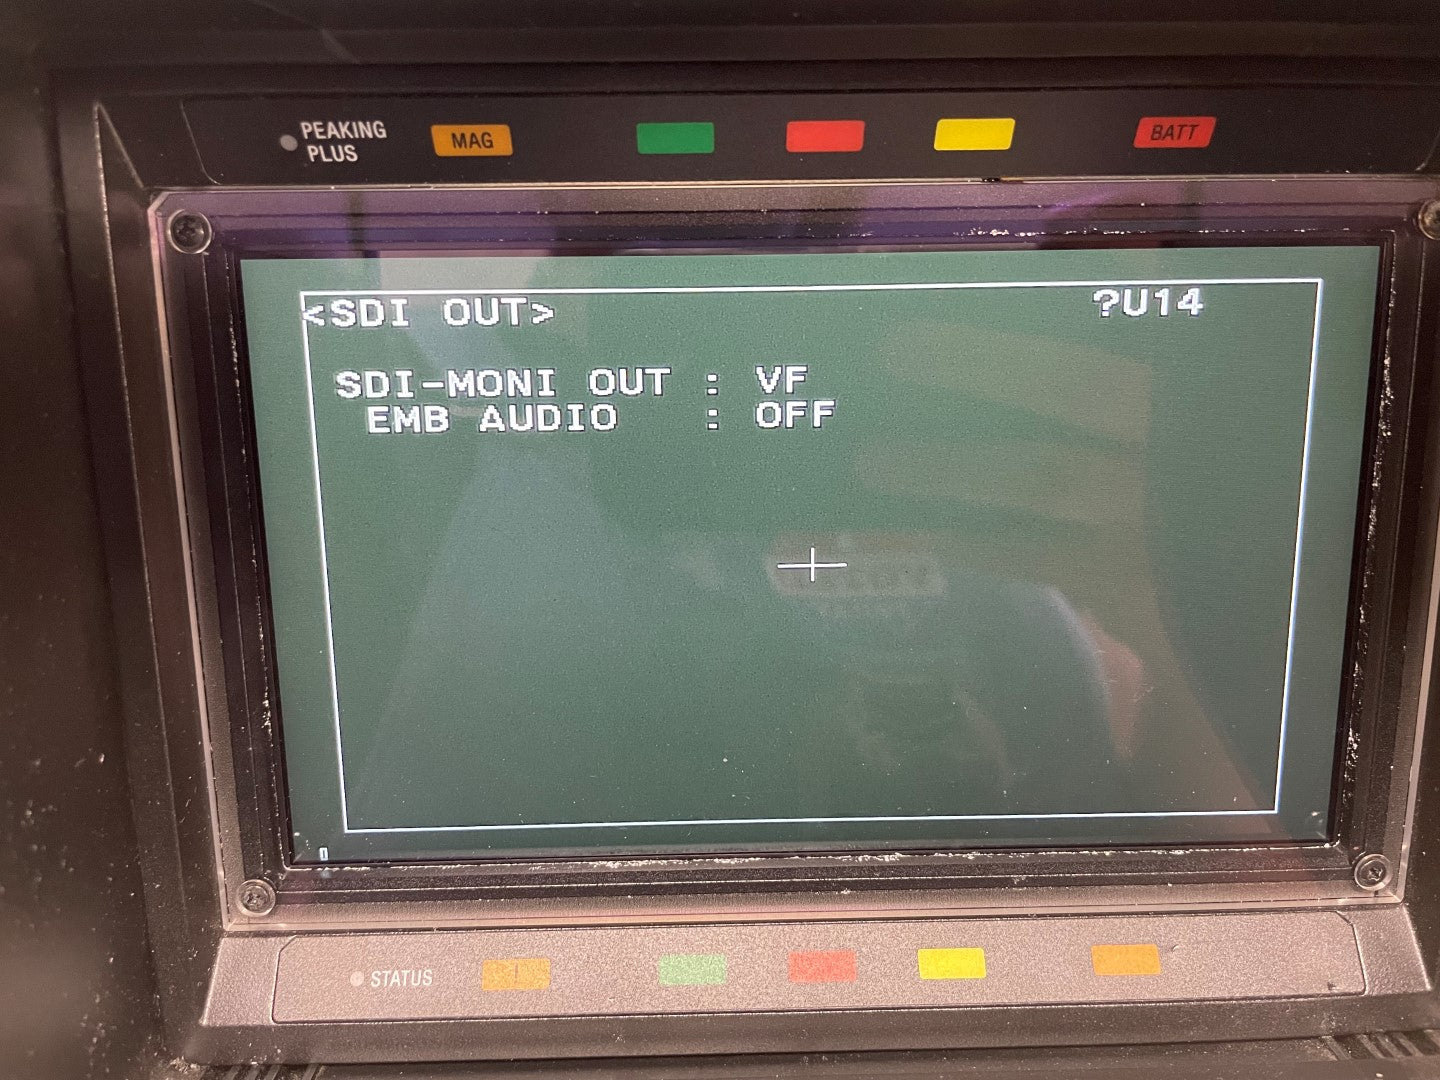 PEAKING
PLUS
MAG
BATT
<SDI OUT>
?U14
SDI-MONI OUT : VF
EMB AUDIO : OFF
STATUS